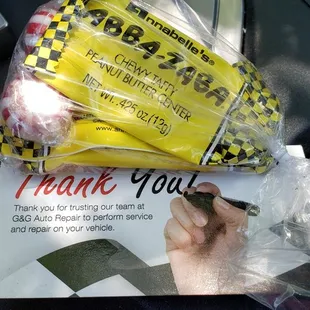 Annabelle's
ABBA-ZABA
CHEWY TAFFY
PEANUT BUTTER CENTER
NET WT. .425 oz. (12g)
www.
Thank You!
Thank you for trusting our team at
G&G Auto Repair to perform service
and repair on your vehicle.